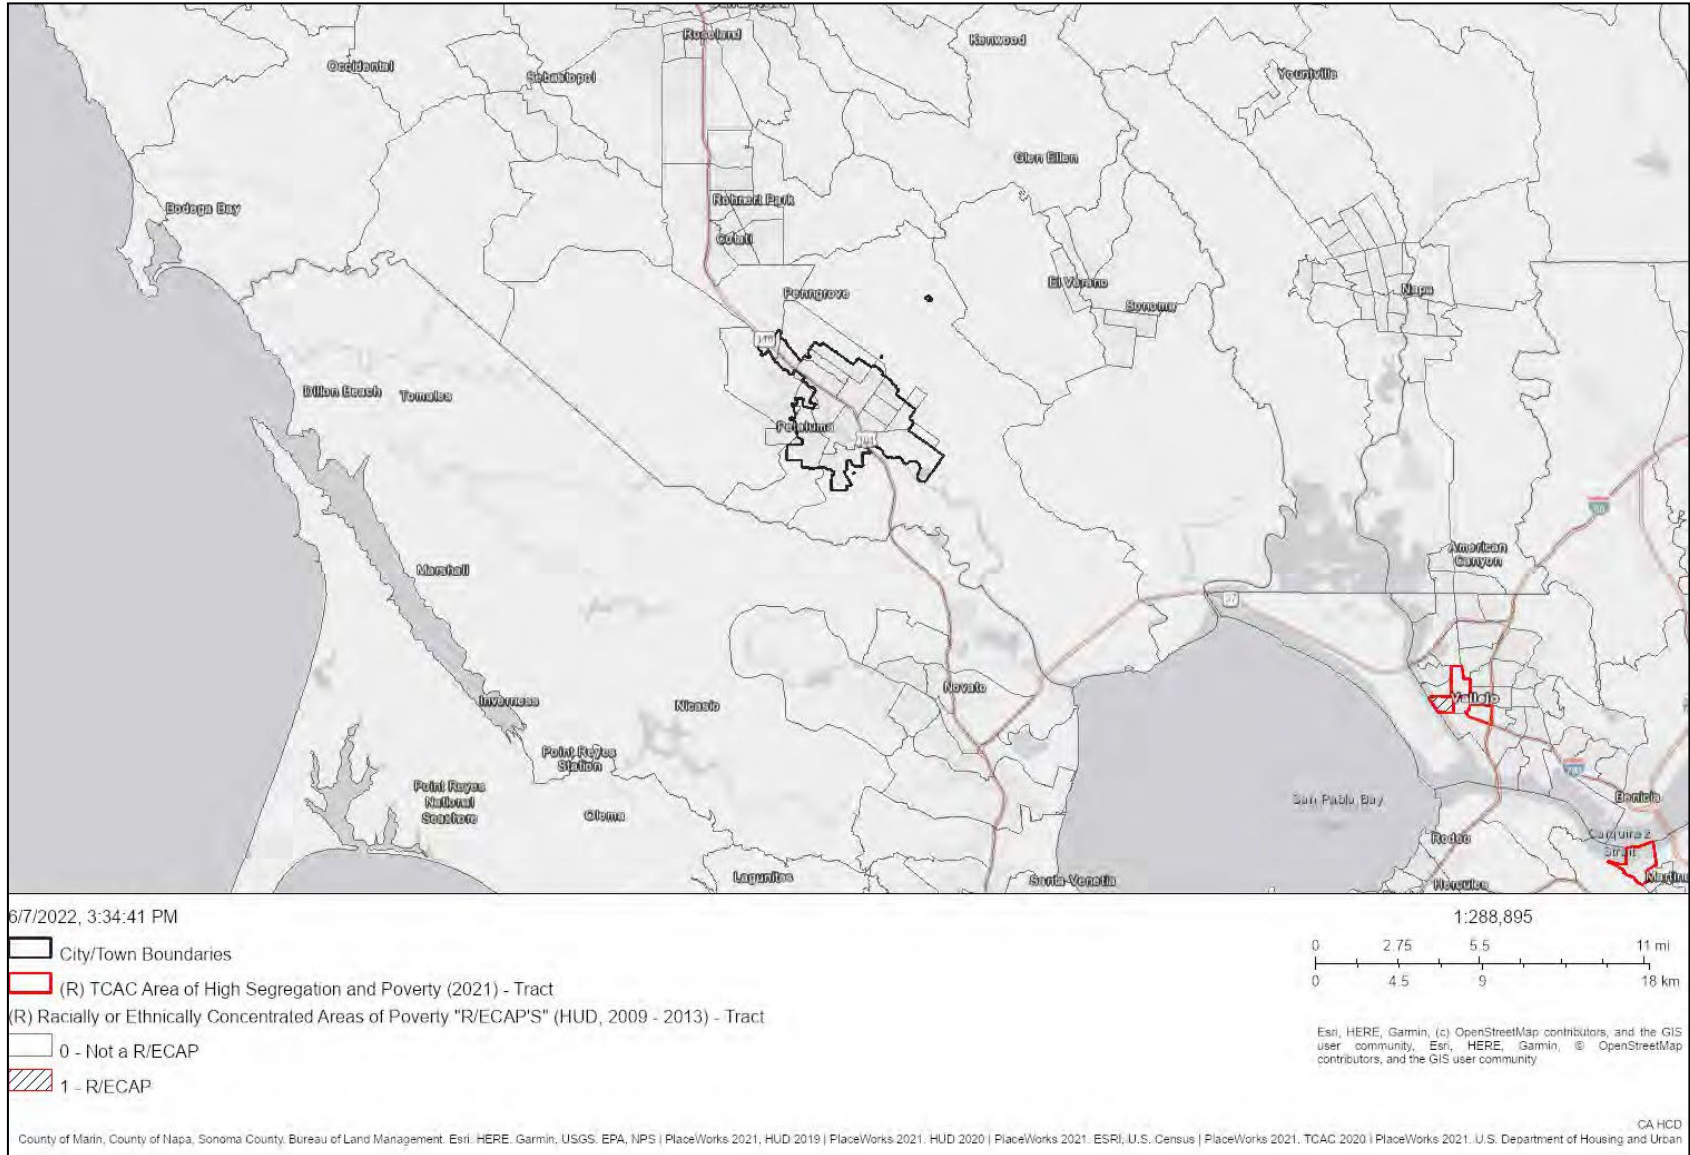 Roseland
Kenwood
Occidental
Sebastopol
Yountville
Glen Ellen
Rohnert Park
Bodega Bay
Cotati
El Verano
Penngrove
Napa
Sonoma
Dillon Beach
Tomales
Petaluma
101
80
American
Canyon
Marshall
37
Novato
Vallejo
Inverness
Nicasio
Point Reyes
Station
780
Point Reyes
National
Seashore
San Pablo Bay
Benicia
Olema
Rodeo
Carquinez
Strait
Lagunitas
Santa Venetia
Hercules
Martine
6/7/2022, 3:34:41 PM
1:288,895
City/Town Boundaries
0 2.75 5.5 11 mi
0 4.5 9 18 km
(R) TCAC Area of High Segregation and Poverty (2021) - Tract
(R) Racially or Ethnically Concentrated Areas of Poverty "R/ECAP'S" (HUD, 2009 - 2013) - Tract
0 - Not a R/ECAP
1 - R/ECAP
Esri, HERE, Garmin, (c) OpenStreetMap contributors, and the GIS
user community, Esri, HERE, Garmin, © OpenStreetMap
contributors, and the GIS user community
CA HCD
County of Marin, County of Napa, Sonoma County, Bureau of Land Management, Esri, HERE, Garmin, USGS, EPA, NPS | PlaceWorks 2021, HUD 2019 | PlaceWorks 2021, HUD 2020 | PlaceWorks 2021, ESRI, U.S. Census | PlaceWorks 2021, TCAC 2020 | PlaceWorks 2021, U.S. Department of Housing and Urban